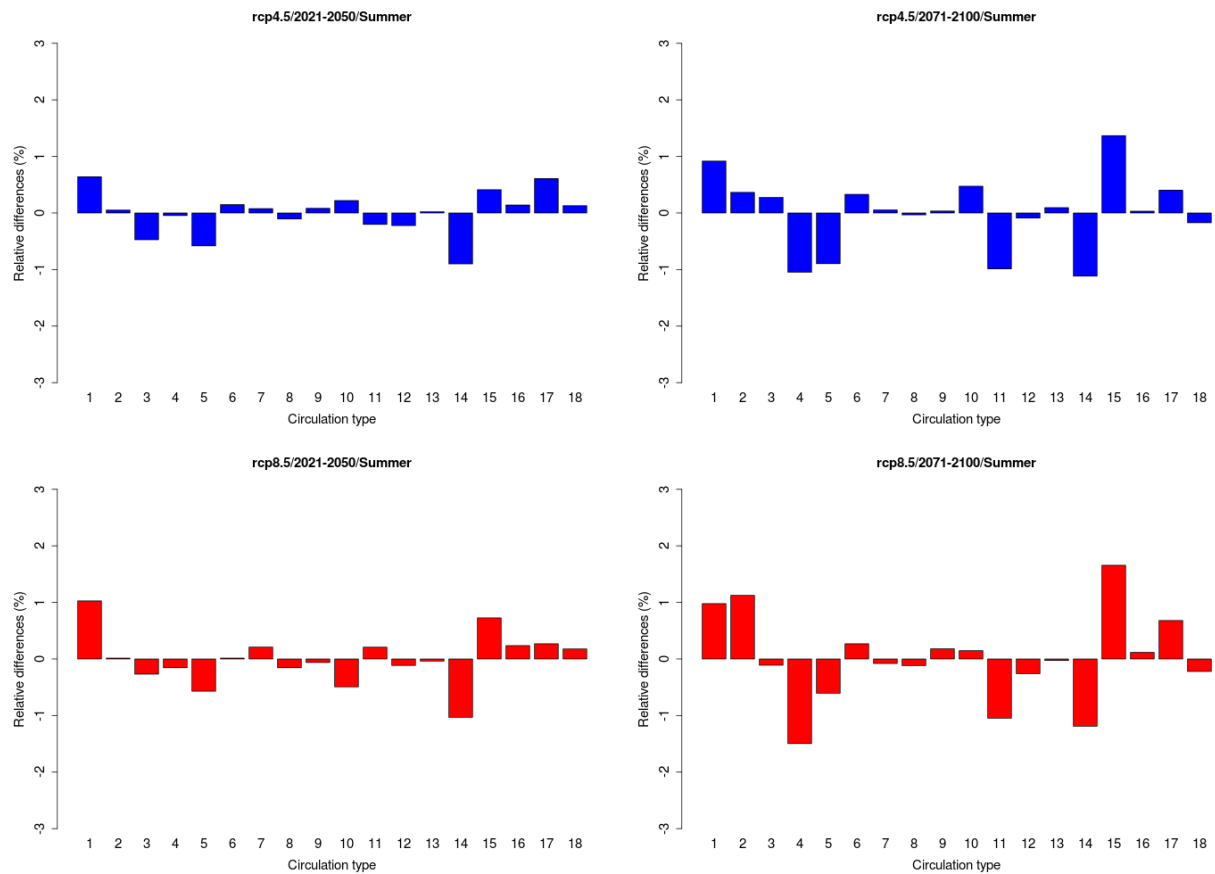 rcp4.5/2021-2050/Summer
Relative differences (%)
3
2
1
0
-1
-2
-3
1 2 3 4 5 6 7 8 9 10 11 12 13 14 15 16 17 18
Circulation type
rcp4.5/2071-2100/Summer
Relative differences (%)
3
2
1
0
-1
-2
-3
1 2 3 4 5 6 7 8 9 10 11 12 13 14 15 16 17 18
Circulation type
rcp8.5/2021-2050/Summer
Relative differences (%)
3
2
1
0
-1
-2
-3
1 2 3 4 5 6 7 8 9 10 11 12 13 14 15 16 17 18
Circulation type
rcp8.5/2071-2100/Summer
Relative differences (%)
3
2
1
0
-1
-2
-3
1 2 3 4 5 6 7 8 9 10 11 12 13 14 15 16 17 18
Circulation type